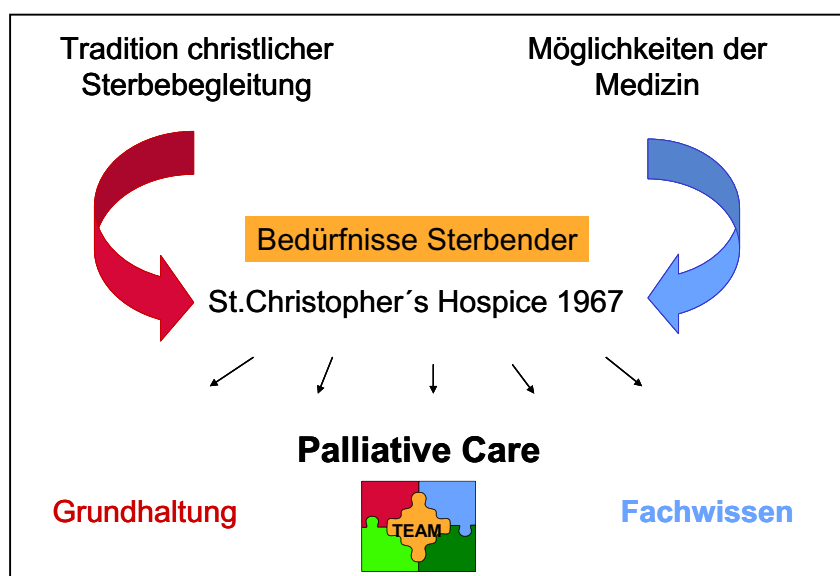 Tradition christlicher
Sterbebegleitung
Möglichkeiten der
Medizin
Bedürfnisse Sterbender
St.Christopher´s Hospice 1967
Palliative Care
Grundhaltung
TEAM
Fachwissen